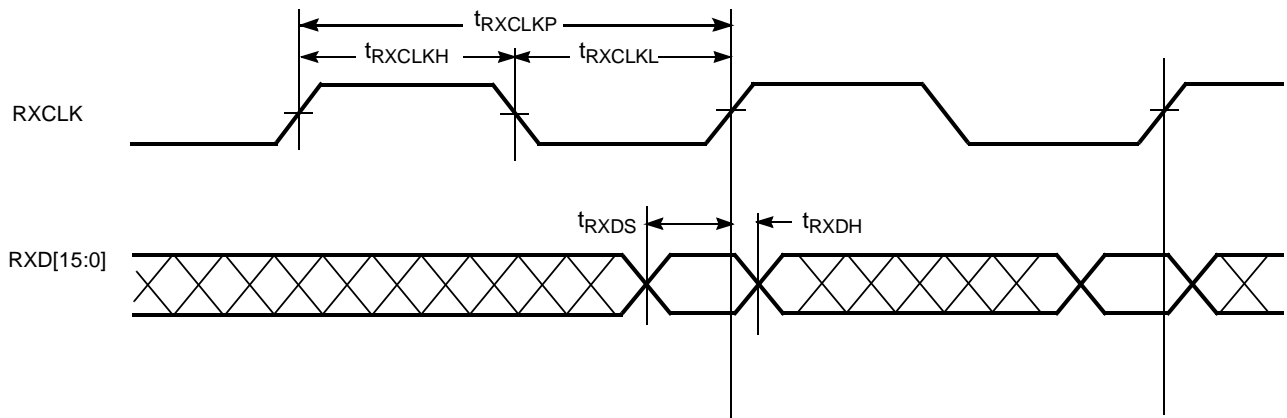 tRXCLKP
tRXCLKH
tRXCLKL
RXCLK
tRXDS
tRXDH
RXD[15:0]